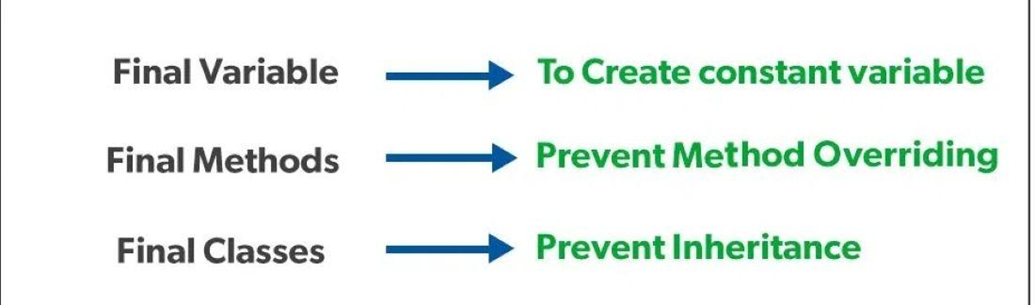 Final Variable To Create constant variable
Final Methods Prevent Method Overriding
Final Classes Prevent Inheritance